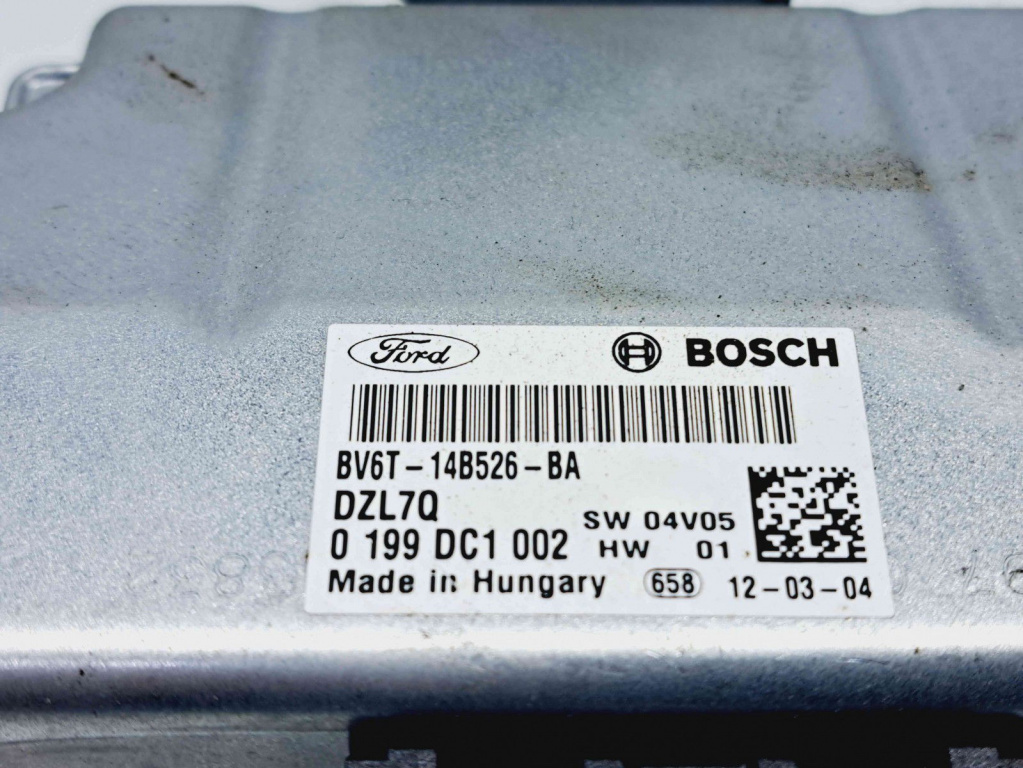 Ford BOSCH
BV6T-14B526-BA
DZL7Q
SW 04V05
0 199 DC1 002
HW 01
Made in Hungary 658 12-03-04